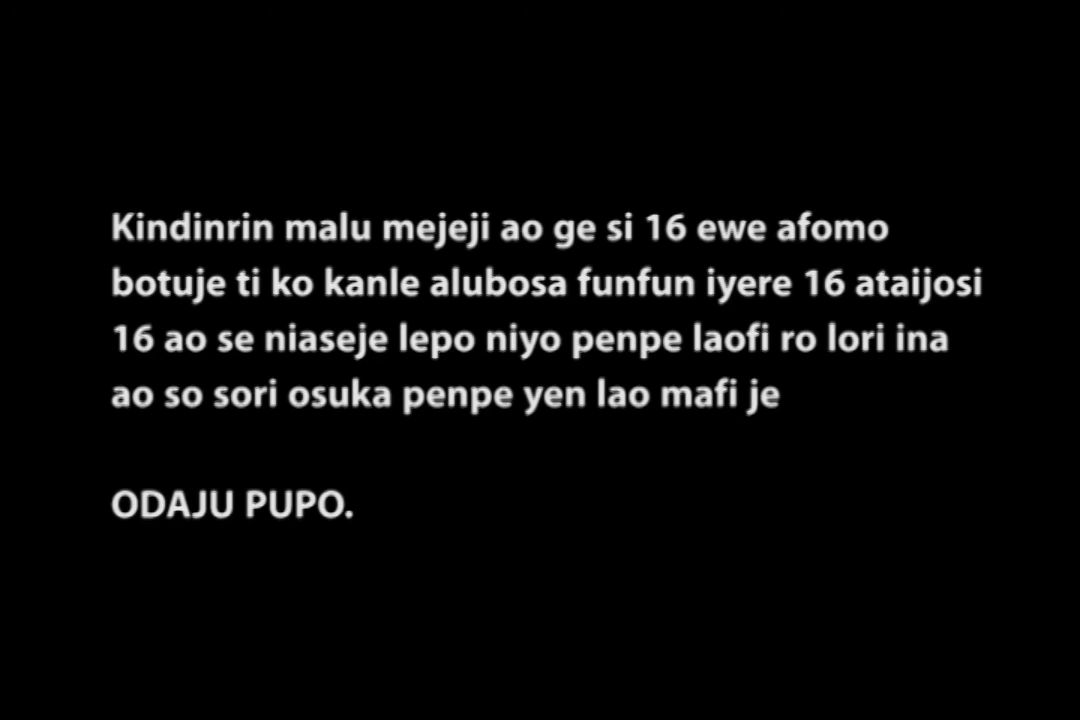 Kindinrin malu mejeji ao ge si 16 ewe afomo
botuje ti ko kanle alubosa funfun iyere 16 ataijosi
16 ao se niaseje lepo niyo penpe laofi ro lori ina
ao so sori osuka penpe yen lao mafi je
ODAJU PUPO.